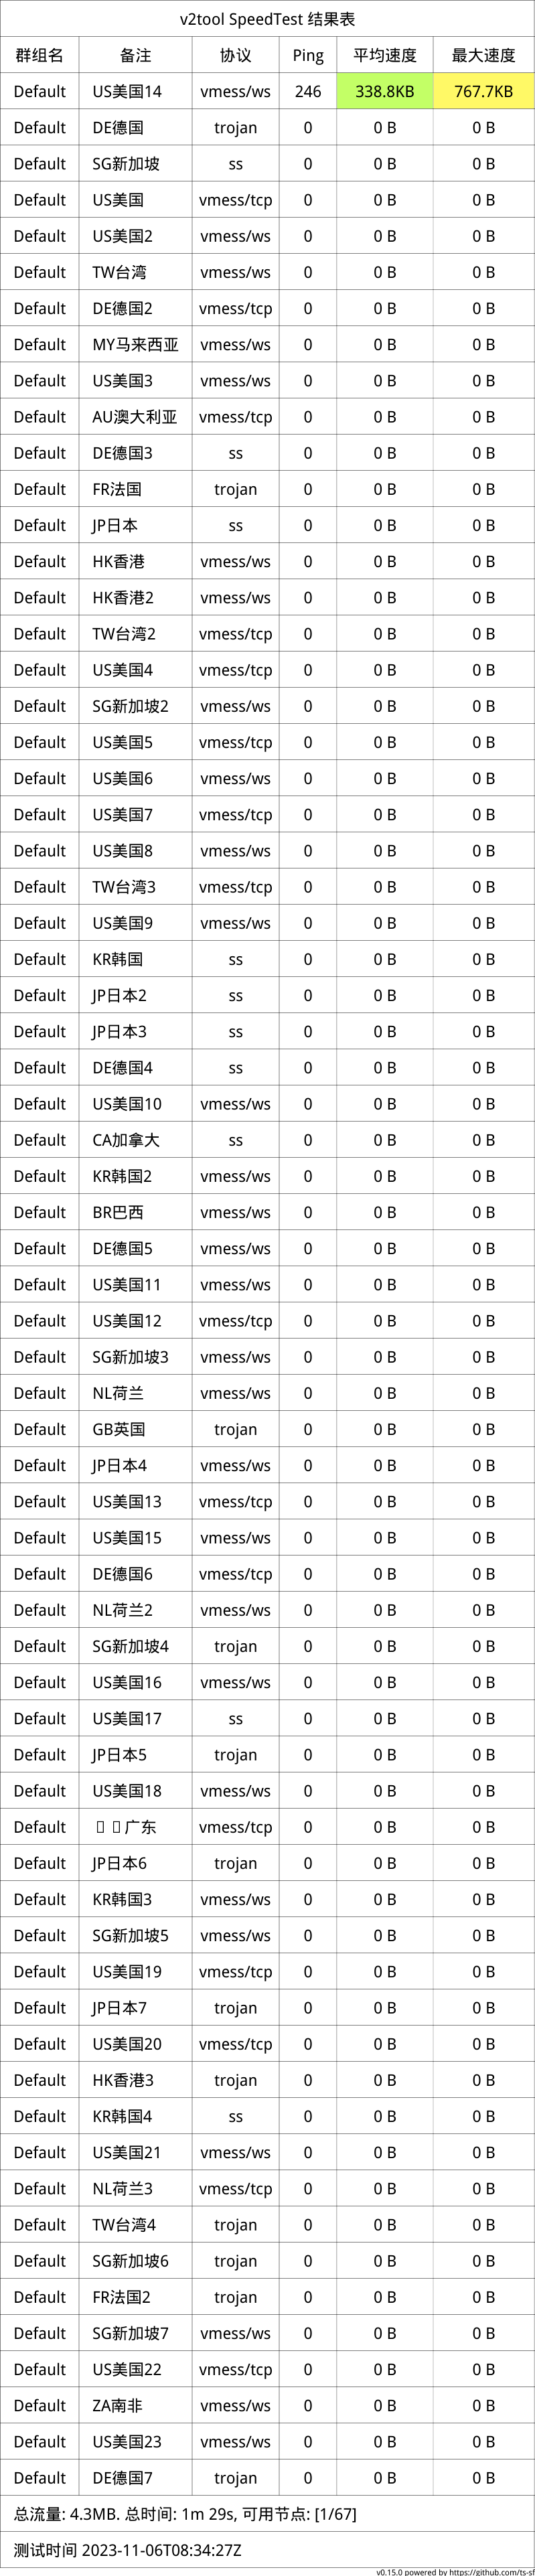 v2tool SpeedTest 结果表
群组名 备注 协议 Ping 平均速度 最大速度
Default US美国14 vmess/ws 246 338.8KB 767.7KB
Default DE德国 trojan 0 0 B 0 B
Default SG新加坡 ss 0 0 B 0 B
Default US美国 vmess/tcp 0 0 B 0 B
Default US美国2 vmess/ws 0 0 B 0 B
Default TW台湾 vmess/ws 0 0 B 0 B
Default DE德国2 vmess/tcp 0 0 B 0 B
Default MY马来西亚 vmess/ws 0 0 B 0 B
Default US美国3 vmess/ws 0 0 B 0 B
Default AU澳大利亚 vmess/tcp 0 0 B 0 B
Default DE德国3 ss 0 0 B 0 B
Default FR法国 trojan 0 0 B 0 B
Default JP日本 ss 0 0 B 0 B
Default HK香港 vmess/ws 0 0 B 0 B
Default HK香港2 vmess/ws 0 0 B 0 B
Default TW台湾2 vmess/tcp 0 0 B 0 B
Default US美国4 vmess/tcp 0 0 B 0 B
Default SG新加坡2 vmess/ws 0 0 B 0 B
Default US美国5 vmess/tcp 0 0 B 0 B
Default US美国6 vmess/ws 0 0 B 0 B
Default US美国7 vmess/tcp 0 0 B 0 B
Default US美国8 vmess/ws 0 0 B 0 B
Default TW台湾3 vmess/tcp 0 0 B 0 B
Default US美国9 vmess/ws 0 0 B 0 B
Default KR韩国 ss 0 0 B 0 B
Default JP日本2 ss 0 0 B 0 B
Default JP日本3 ss 0 0 B 0 B
Default DE德国4 ss 0 0 B 0 B
Default US美国10 vmess/ws 0 0 B 0 B
Default CA加拿大 ss 0 0 B 0 B
Default KR韩国2 vmess/ws 0 0 B 0 B
Default BR巴西 vmess/ws 0 0 B 0 B
Default DE德国5 vmess/ws 0 0 B 0 B
Default US美国11 vmess/ws 0 0 B 0 B
Default US美国12 vmess/tcp 0 0 B 0 B
Default SG新加坡3 vmess/ws 0 0 B 0 B
Default NL荷兰 vmess/ws 0 0 B 0 B
Default GB英国 trojan 0 0 B 0 B
Default JP日本4 vmess/ws 0 0 B 0 B
Default US美国13 vmess/tcp 0 0 B 0 B
Default US美国15 vmess/ws 0 0 B 0 B
Default DE德国6 vmess/tcp 0 0 B 0 B
Default NL荷兰2 vmess/ws 0 0 B 0 B
Default SG新加坡4 trojan 0 0 B 0 B
Default US美国16 vmess/ws 0 0 B 0 B
Default US美国17 ss 0 0 B 0 B
Default JP日本5 trojan 0 0 B 0 B
Default US美国18 vmess/ws 0 0 B 0 B
Default 广东 vmess/tcp 0 0 B 0 B
Default JP日本6 trojan 0 0 B 0 B
Default KR韩国3 vmess/ws 0 0 B 0 B
Default SG新加坡5 vmess/ws 0 0 B 0 B
Default US美国19 vmess/tcp 0 0 B 0 B
Default JP日本7 trojan 0 0 B 0 B
Default US美国20 vmess/tcp 0 0 B 0 B
Default HK香港3 trojan 0 0 B 0 B
Default KR韩国4 ss 0 0 B 0 B
Default US美国21 vmess/ws 0 0 B 0 B
Default NL荷兰3 vmess/tcp 0 0 B 0 B
Default TW台湾4 trojan 0 0 B 0 B
Default SG新加坡6 trojan 0 0 B 0 B
Default FR法国2 trojan 0 0 B 0 B
Default SG新加坡7 vmess/ws 0 0 B 0 B
Default US美国22 vmess/tcp 0 0 B 0 B
Default ZA南非 vmess/ws 0 0 B 0 B
Default US美国23 vmess/ws 0 0 B 0 B
Default DE德国7 trojan 0 0 B 0 B
总流量: 4.3MB. 总时间: 1m 29s, 可用节点: [1/67]
测试时间 2023-11-06T08:34:27Z
v0.15.0 powered by https://github.com/ts-sf